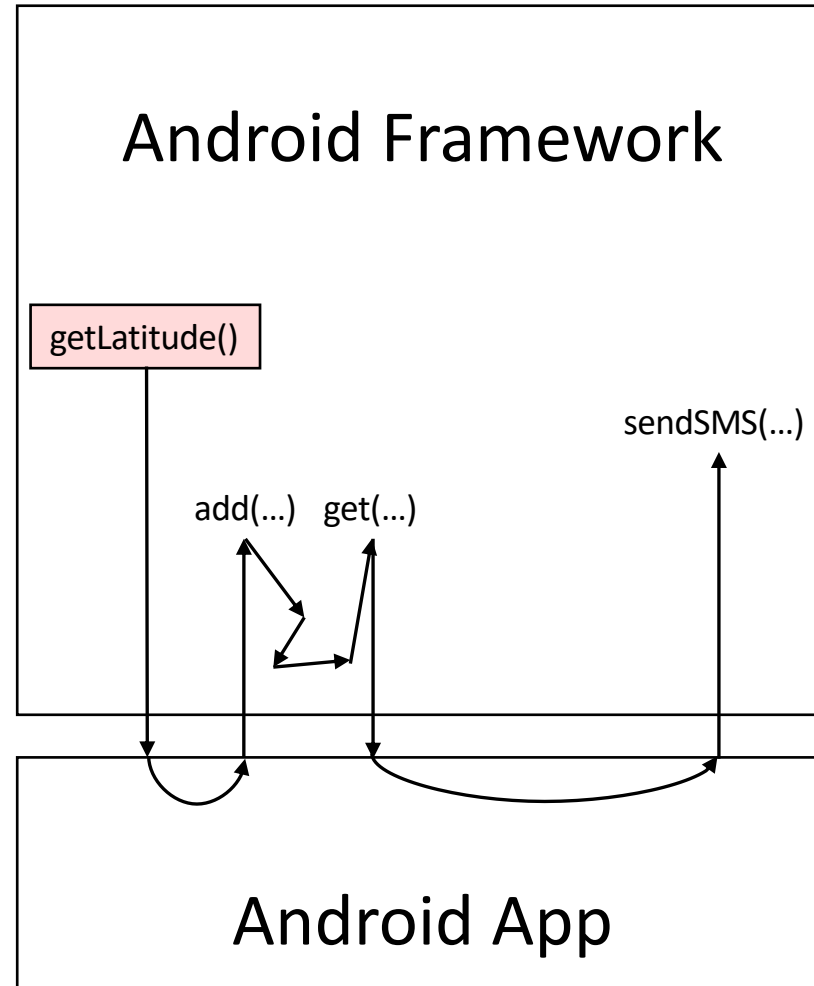 Android Framework
getLatitude()
sendSMS(...)
add(...) get(...)
Android App